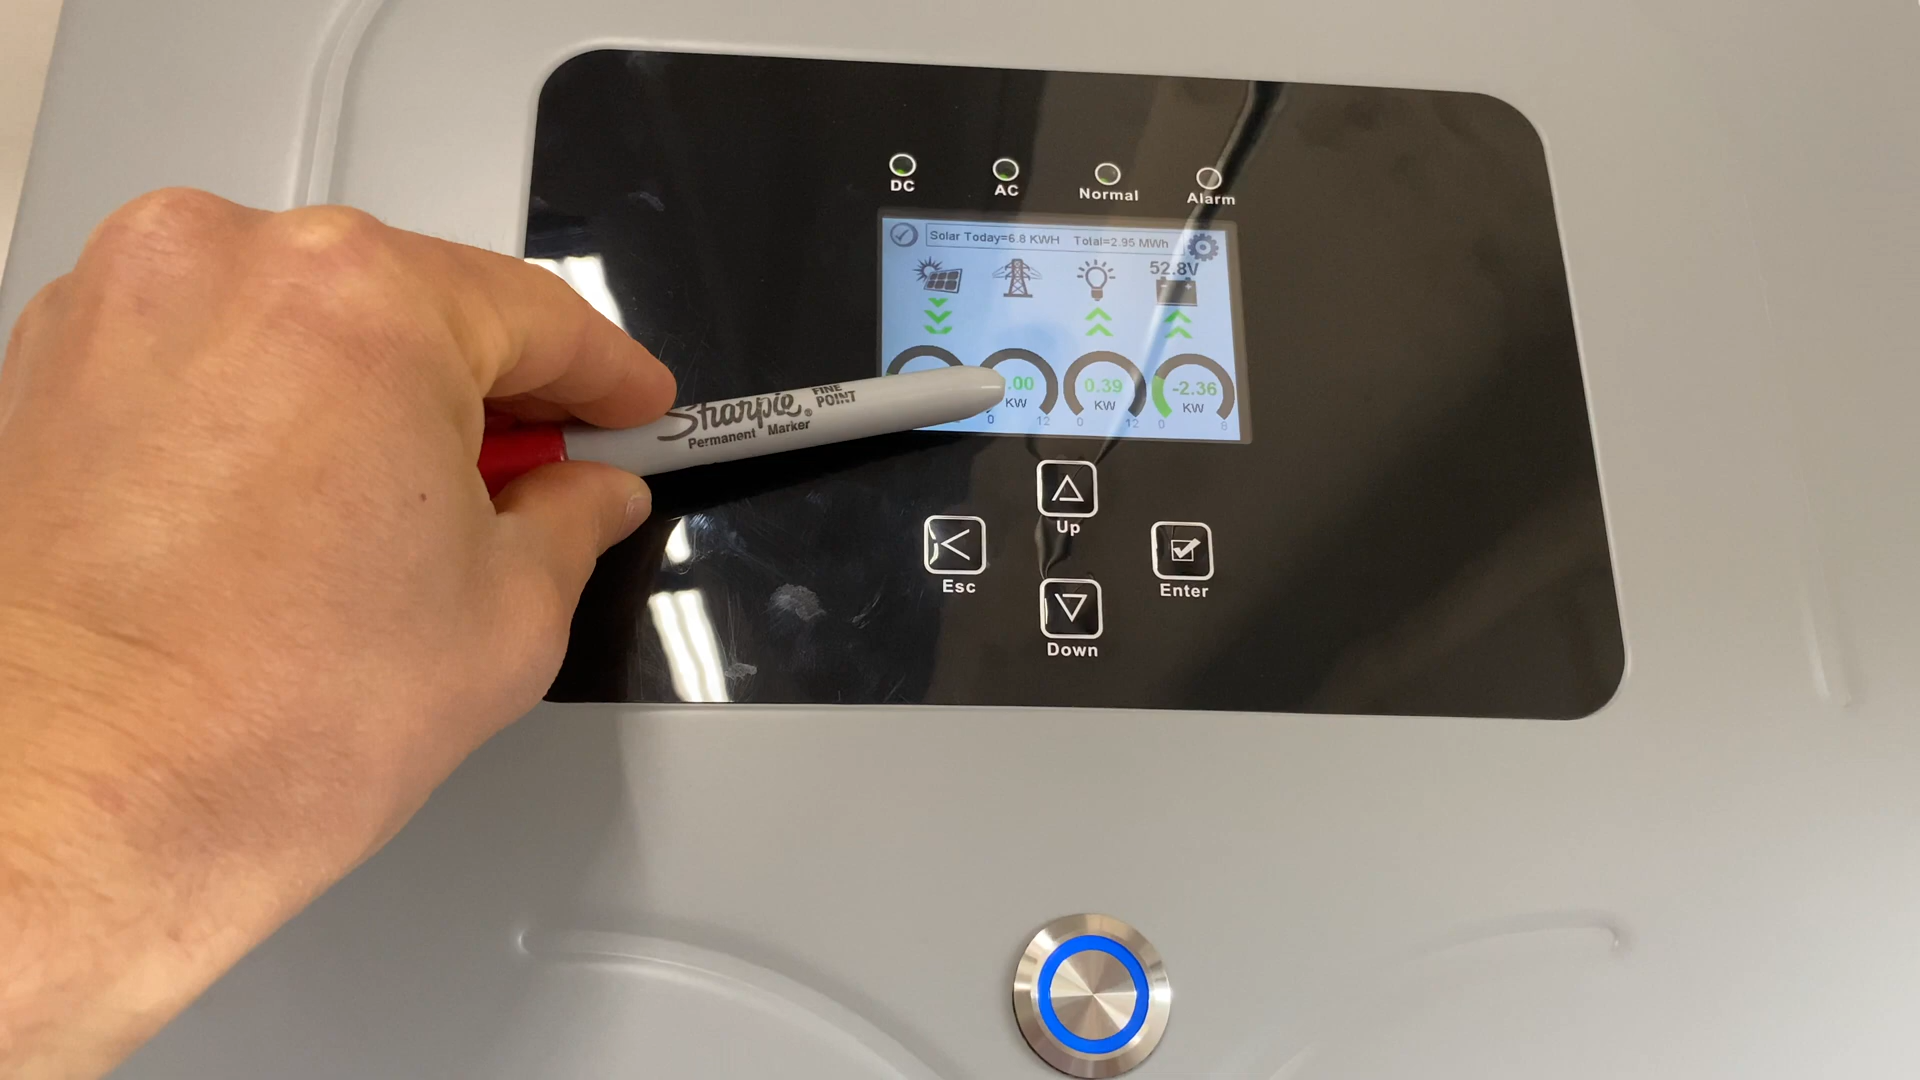 DC
AC
Normal
Alarm
Solar Today=6.8 KWH Total=2.95 MWh
52.8V
.00
KW
0 12
0.39
KW
0 12
-2.36
KW
0 8
Sharpie®
FINE
POINT
Permanent Marker
Up
Esc
Enter
Down